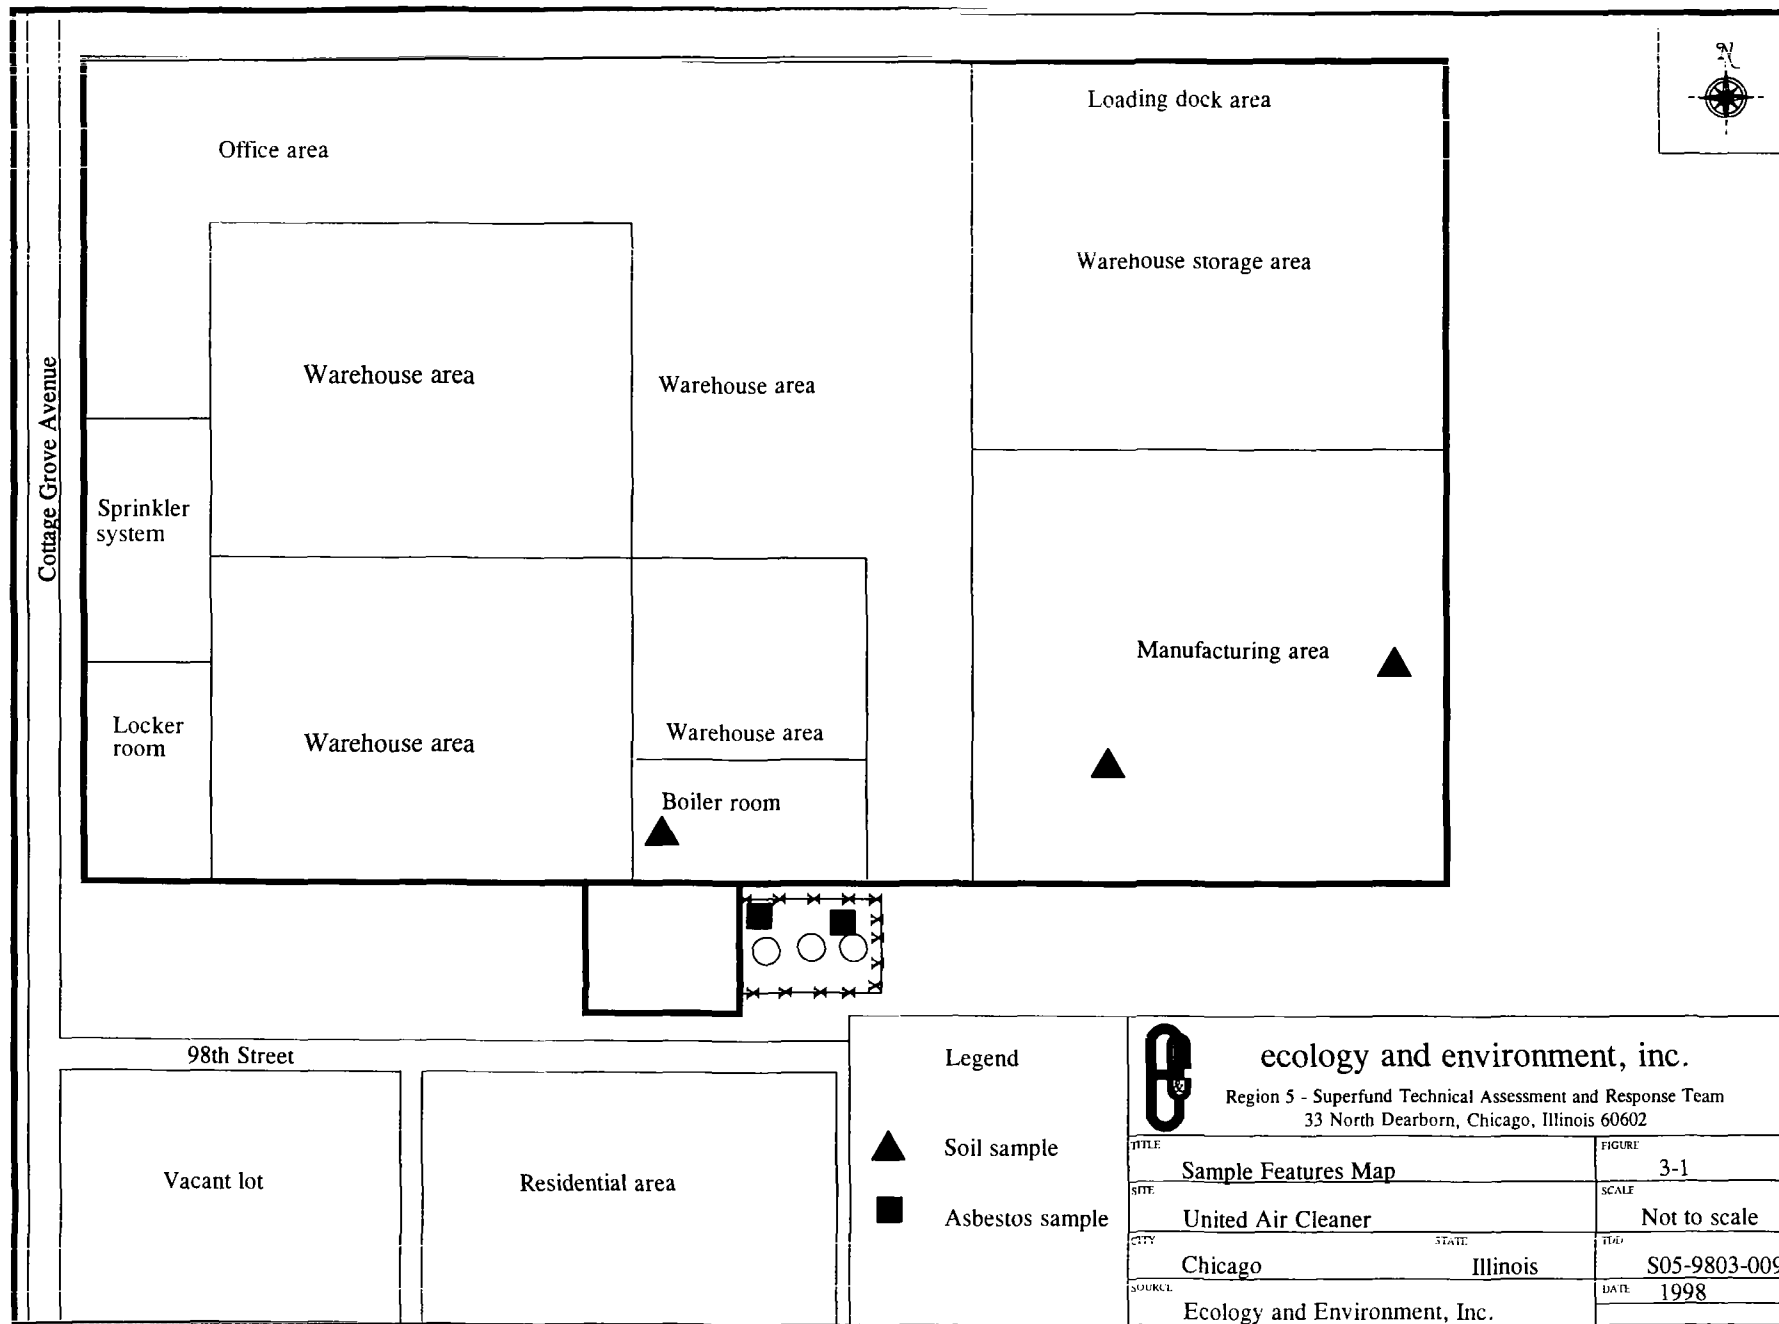 N
Loading dock area
Office area
Warehouse storage area
Cottage Grove Avenue
Warehouse area
Warehouse area
Sprinkler
system
Manufacturing area
Locker
room
Warehouse area
Warehouse area
Boiler room
98th Street
Vacant lot
Residential area
Legend
Soil sample
Asbestos sample
ecology and environment, inc.
Region 5 - Superfund Technical Assessment and Response Team
33 North Dearborn, Chicago, Illinois 60602
TITLE
Sample Features Map
FIGURE
3-1
SITE
United Air Cleaner
SCALE
Not to scale
CITY
Chicago
STATE
Illinois
TDD
S05-9803-009
SOURCE
Ecology and Environment, Inc.
DATE
1998